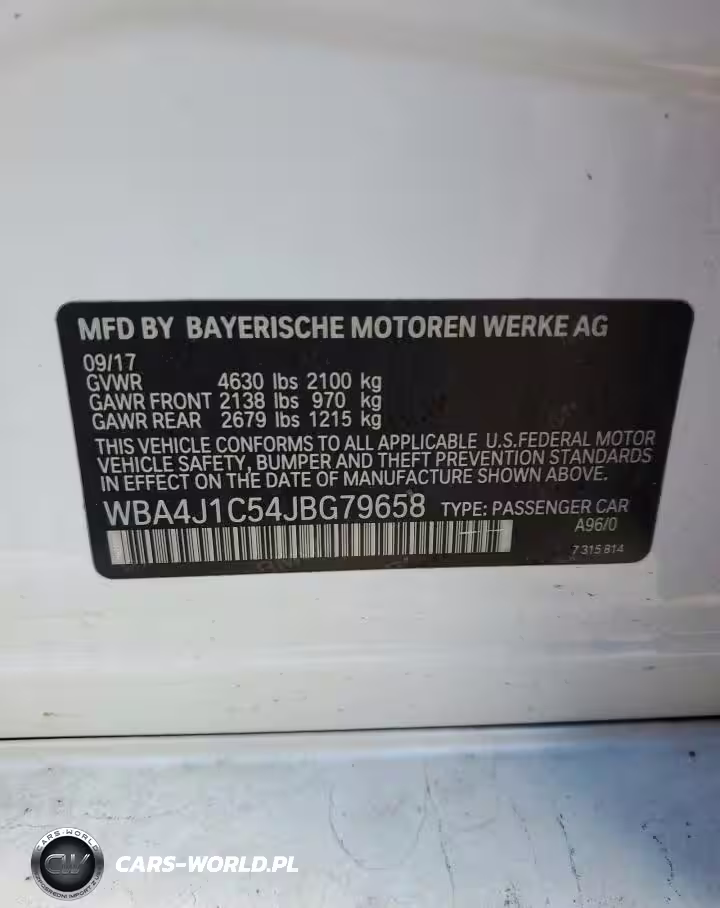 MFD BY BAYERISCHE MOTOREN WERKE AG
09/17
GVWR 4630 lbs 2100 kg
GAWR FRONT 2138 lbs 970 kg
GAWR REAR 2679 lbs 1215 kg
THIS VEHICLE CONFORMS TO ALL APPLICABLE U.S.FEDERAL MOTOR
VEHICLE SAFETY, BUMPER AND THEFT PREVENTION STANDARDS
IN EFFECT ON THE DATE OF MANUFACTURE SHOWN ABOVE.
WBA4J1C54JBG79658 TYPE: PASSENGER CAR
A96/0
7 315 814
CARS-WORLD
CW
CARS-WORLD.PL